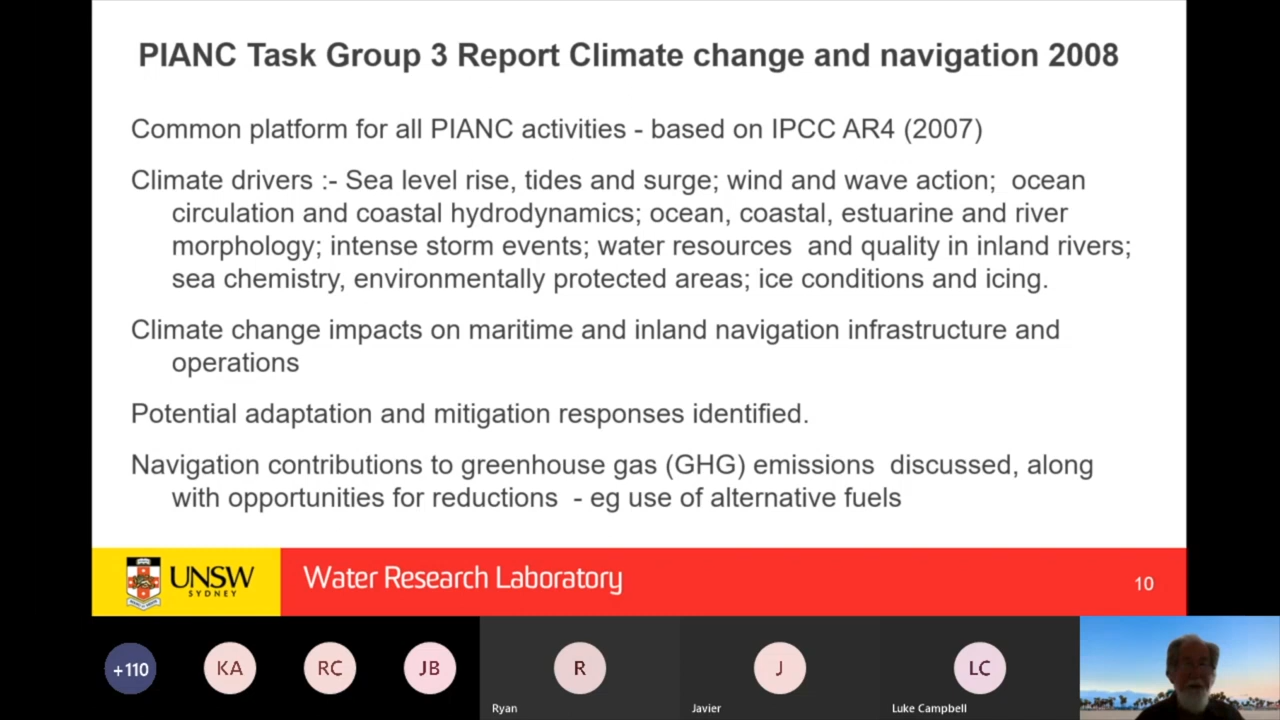 PIANC Task Group 3 Report Climate change and navigation 2008
Common platform for all PIANC activities - based on IPCC AR4 (2007)
Climate drivers :- Sea level rise, tides and surge; wind and wave action;  ocean
circulation and coastal hydrodynamics; ocean, coastal, estuarine and river
morphology; intense storm events; water resources  and quality in inland rivers;
sea chemistry, environmentally protected areas; ice conditions and icing.
Climate change impacts on maritime and inland navigation infrastructure and
operations
Potential adaptation and mitigation responses identified.
Navigation contributions to greenhouse gas (GHG) emissions  discussed, along
with opportunities for reductions  - eg use of alternative fuels
UNSW
SYDNEY
Water Research Laboratory
10
+110
KA
RC
JB
R
J
LC
Ryan
Javier
Luke Campbell